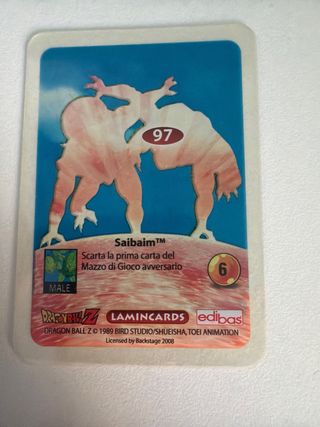 97
Saibaim™
Scarta la prima carta del
Mazzo di Gioco avversario
6
MALE
DRAGON BALL Z
LAMINCARDS
edibas
DRAGON BALL Z © 1989 BIRD STUDIO/SHUEISHA, TOEI ANIMATION
Licensed by Backstage 2008